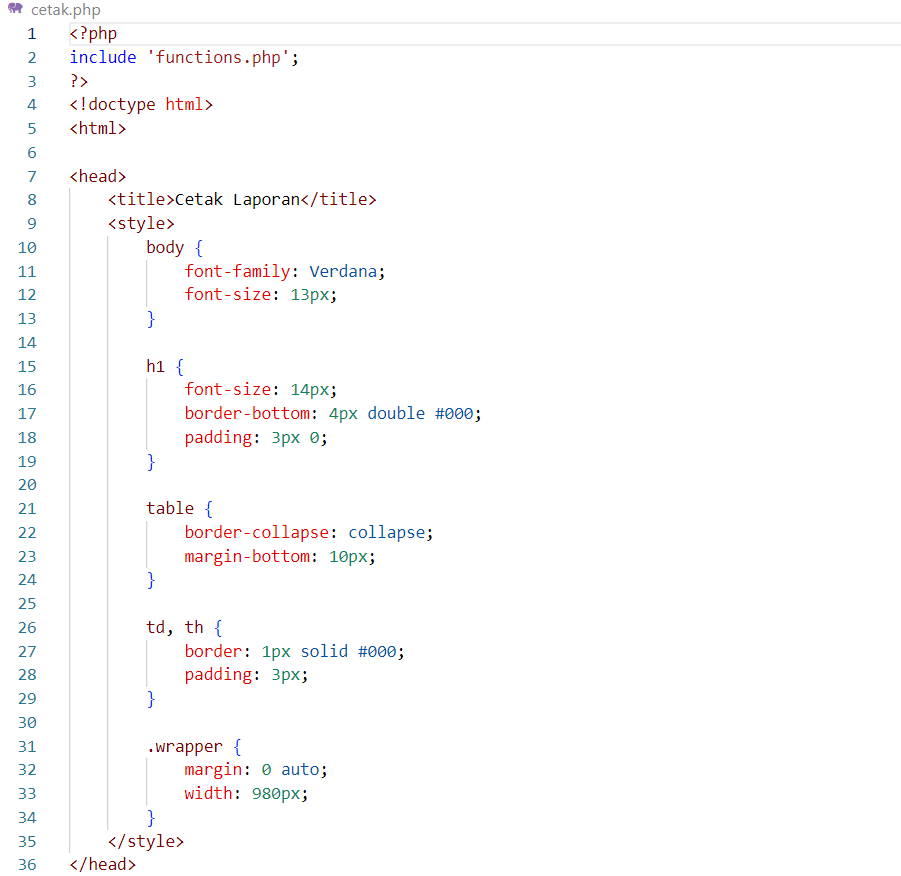 cetak.php
1 <?php
2 include 'functions.php';
3 ?>
4 <!doctype html>
5 <html>
6
7 <head>
8     <title>Cetak Laporan</title>
9     <style>
10         body {
11             font-family: Verdana;
12             font-size: 13px;
13         }
14
15         h1 {
16             font-size: 14px;
17             border-bottom: 4px double #000;
18             padding: 3px 0;
19         }
20
21         table {
22             border-collapse: collapse;
23             margin-bottom: 10px;
24         }
25
26         td, th {
27             border: 1px solid #000;
28             padding: 3px;
29         }
30
31         .wrapper {
32             margin: 0 auto;
33             width: 980px;
34         }
35     </style>
36 </head>